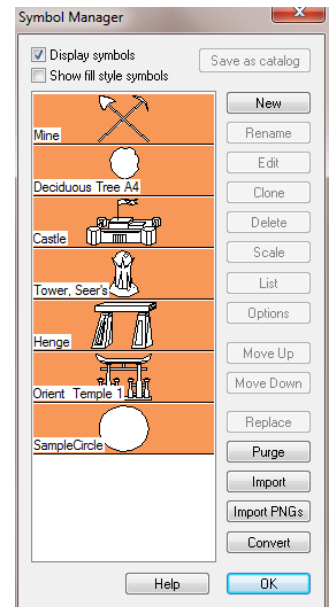 Symbol Manager
Display symbols
Show fill style symbols
Save as catalog
Mine
Deciduous Tree A4
Castle
Tower, Seer's
Henge
Orient Temple 1
SampleCircle
New
Rename
Edit
Clone
Delete
Scale
List
Options
Move Up
Move Down
Replace
Purge
Import
Import PNGs
Convert
Help
OK